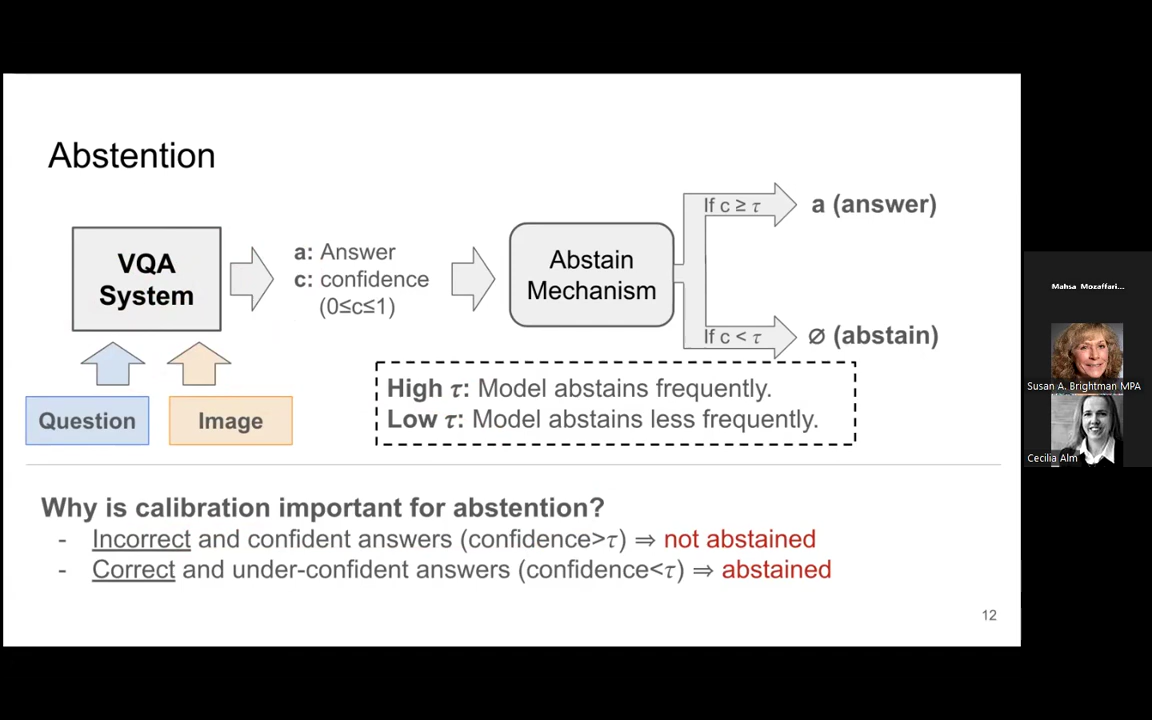 Abstention
VQA
System
a: Answer
c: confidence
(0≤c≤1)
Abstain
Mechanism
If c ≥ τ
a (answer)
If c < τ
∅ (abstain)
Question
Image
High τ: Model abstains frequently.
Low τ: Model abstains less frequently.
Why is calibration important for abstention?
- Incorrect and confident answers (confidence>τ) ⇒ not abstained
- Correct and under-confident answers (confidence<τ) ⇒ abstained
12
Mahsa Mozaffari...
Susan A. Brightman MPA
Cecilia Alm